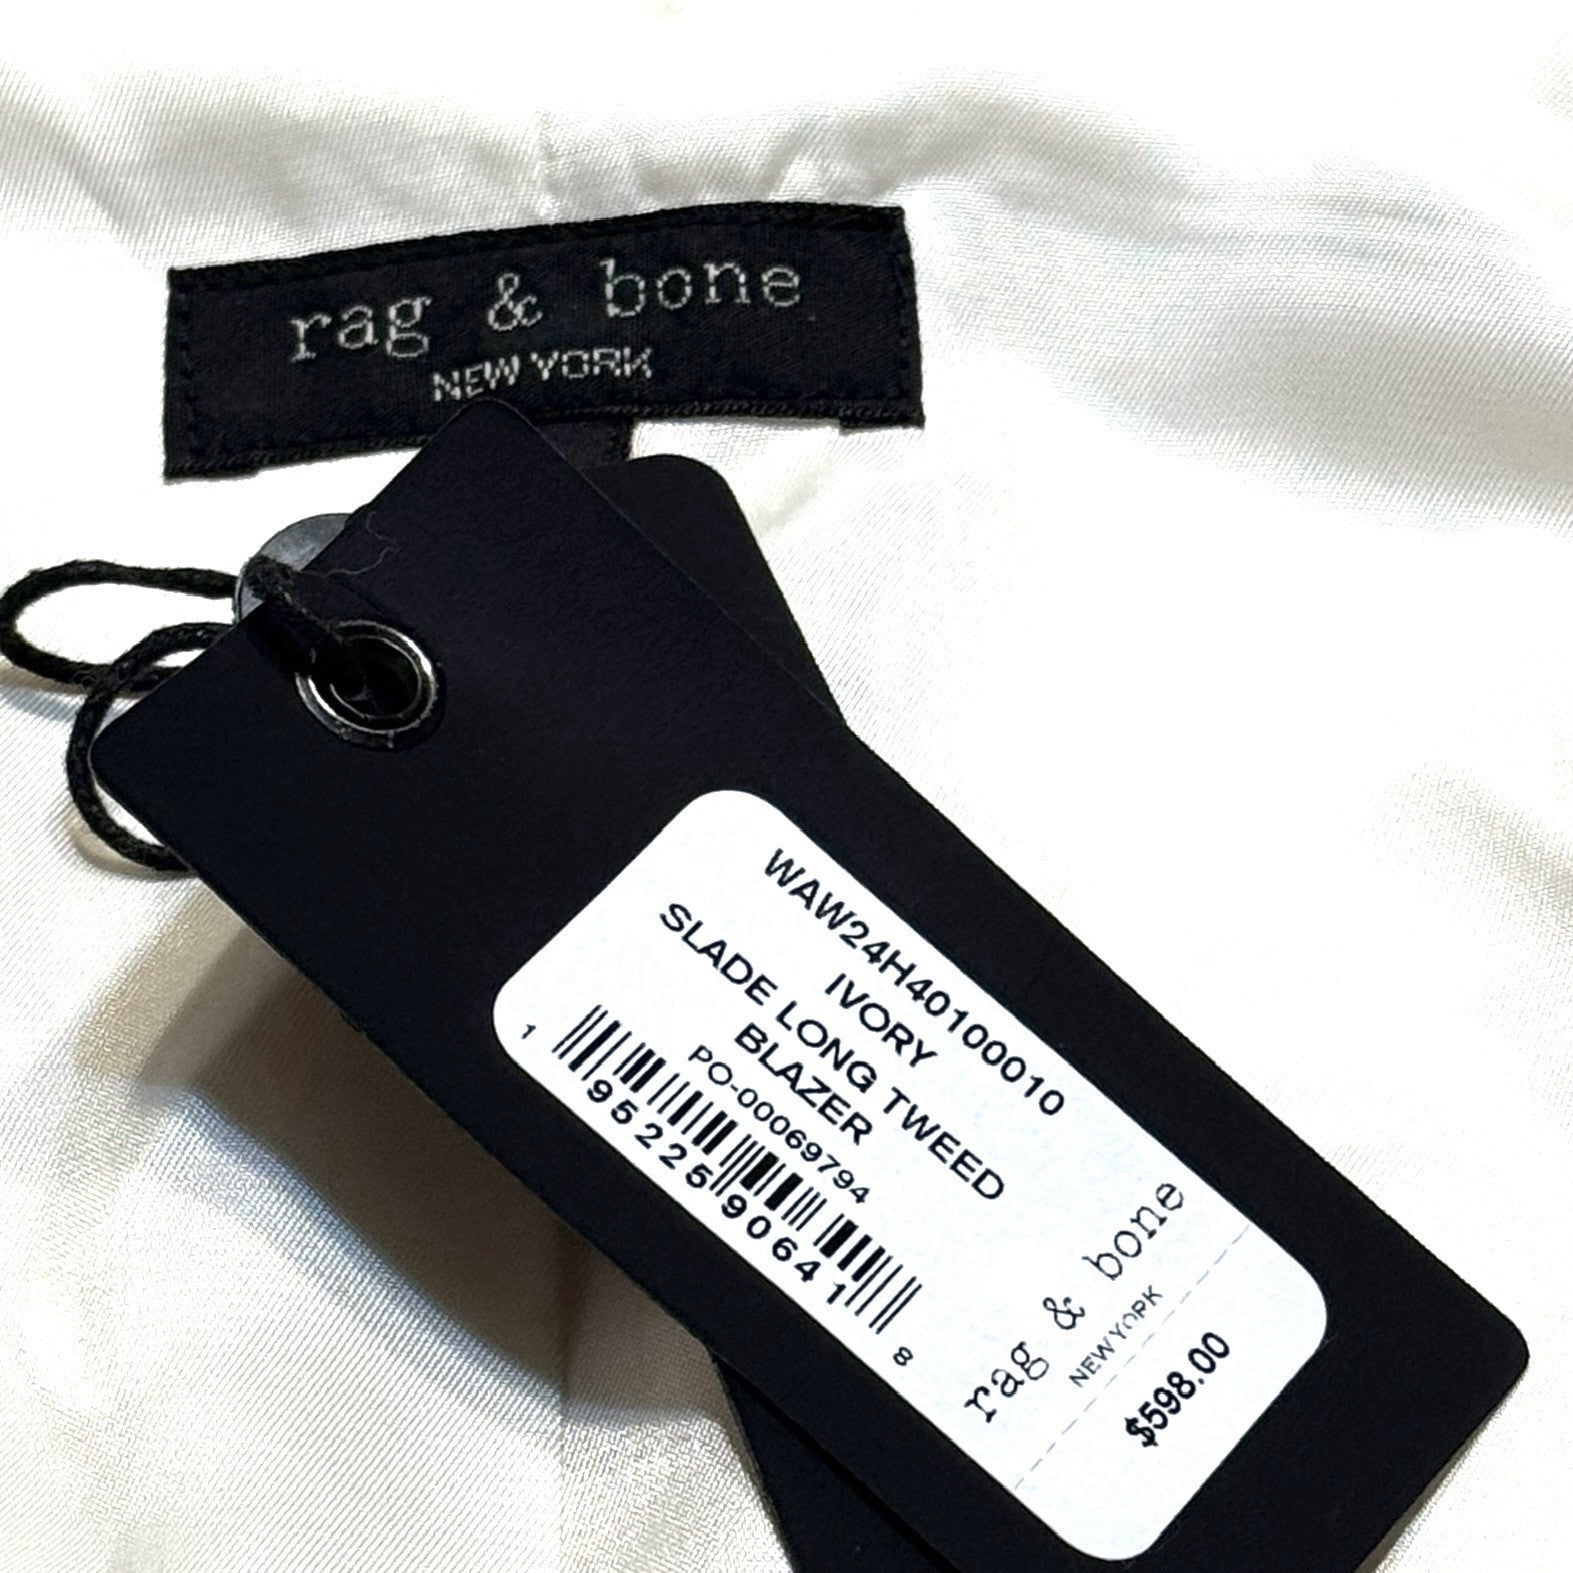 rag & bone
NEW YORK
WAW24H40100010
IVORY
SLADE LONG TWEED
BLAZER
PO-00069794
1 95225 90641 8
rag & bone
NEW YORK
$598.00